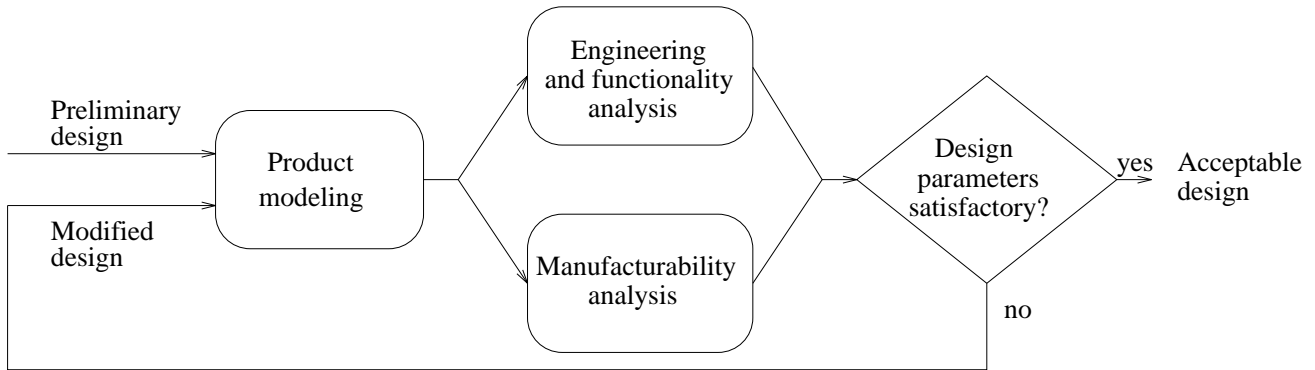 Preliminary
design
Modified
design
Product
modeling
Engineering
and functionality
analysis
Manufacturability
analysis
Design
parameters
satisfactory?
yes
no
Acceptable
design